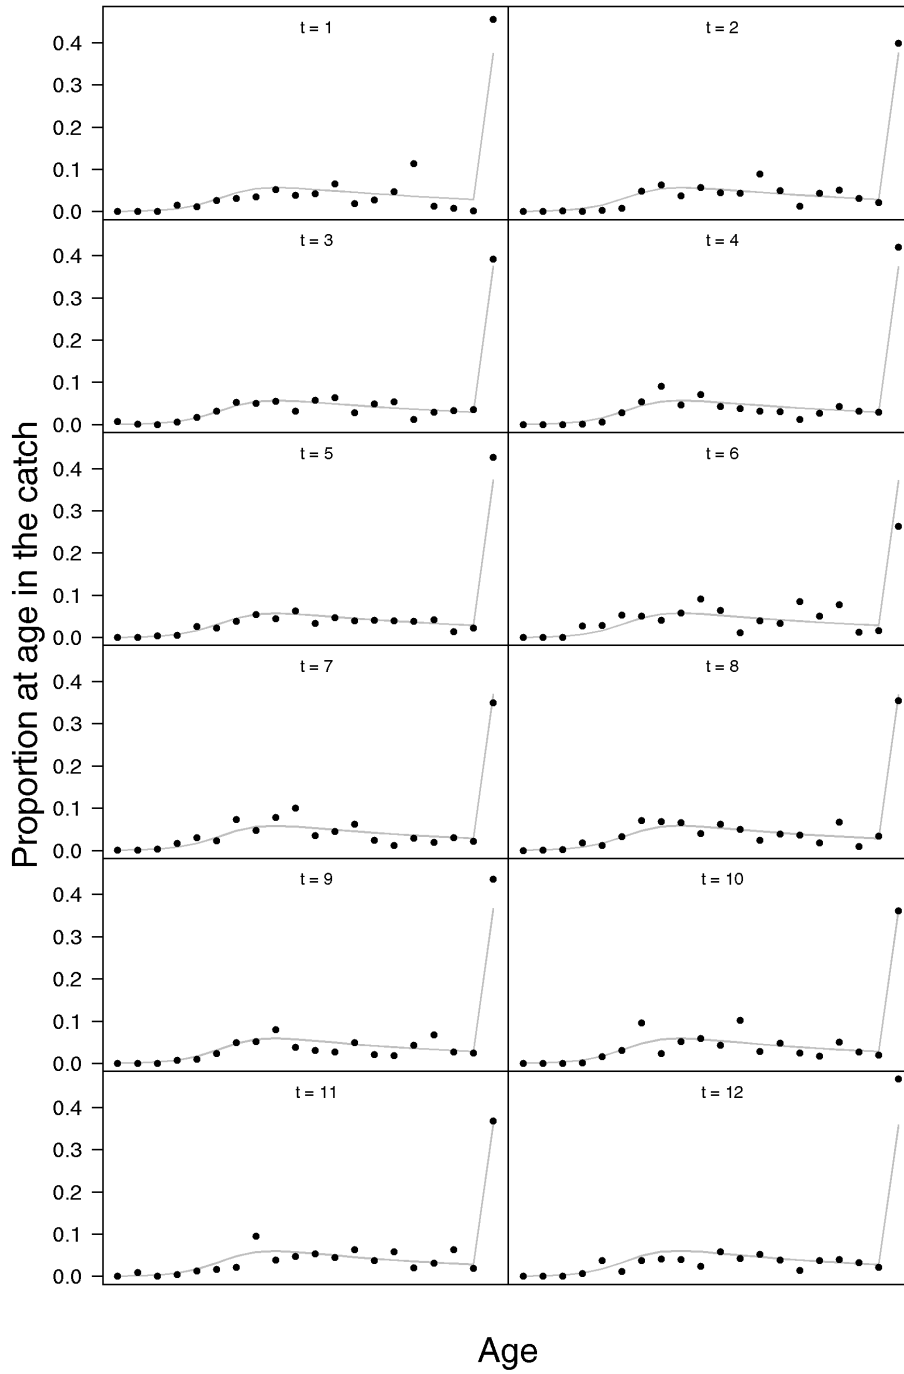 Proportion at age in the catch
t = 1
0.4
0.3
0.2
0.1
0.0
t = 2
t = 3
0.4
0.3
0.2
0.1
0.0
t = 4
t = 5
0.4
0.3
0.2
0.1
0.0
t = 6
t = 7
0.4
0.3
0.2
0.1
0.0
t = 8
t = 9
0.4
0.3
0.2
0.1
0.0
t = 10
t = 11
0.4
0.3
0.2
0.1
0.0
t = 12
Age